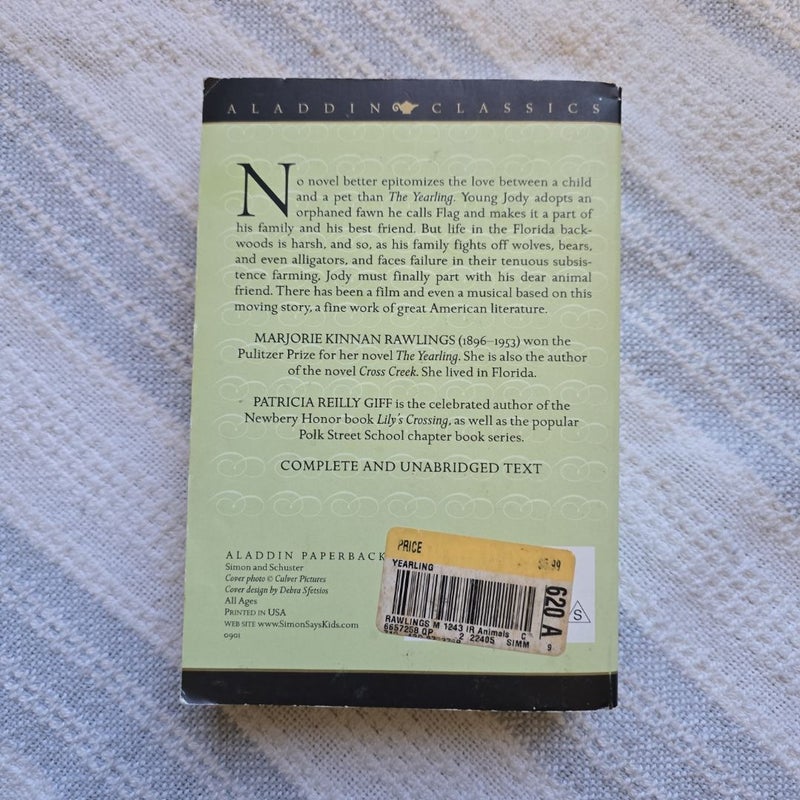 ALADDIN CLASSICS
No novel better epitomizes the love between a child
and a pet than The Yearling. Young Jody adopts an
orphaned fawn he calls Flag and makes it a part of
his family and his best friend. But life in the Florida back-
woods is harsh, and so, as his family fights off wolves, bears,
and even alligators, and faces failure in their tenuous subsis-
tence farming, Jody must finally part with his dear animal
friend. There has been a film and even a musical based on this
moving story, a fine work of great American literature.
MARJORIE KINNAN RAWLINGS (1896–1953) won the
Pulitzer Prize for her novel The Yearling. She is also the author
of the novel Cross Creek. She lived in Florida.
PATRICIA REILLY GIFF is the celebrated author of the
Newbery Honor book Lily's Crossing, as well as the popular
Polk Street School chapter book series.
COMPLETE AND UNABRIDGED TEXT
ALADDIN PAPERBACK
Simon and Schuster
Cover photo © Culver Pictures
Cover design by Debra Sfetsios
All Ages
PRINTED IN USA
WEB SITE www.SimonSaysKids.com
0901
PRICE
YEARLING
620 A
RAWLINGS M 1243 IR Animals C
6657258 QP 2 22405 SIMM 9
S